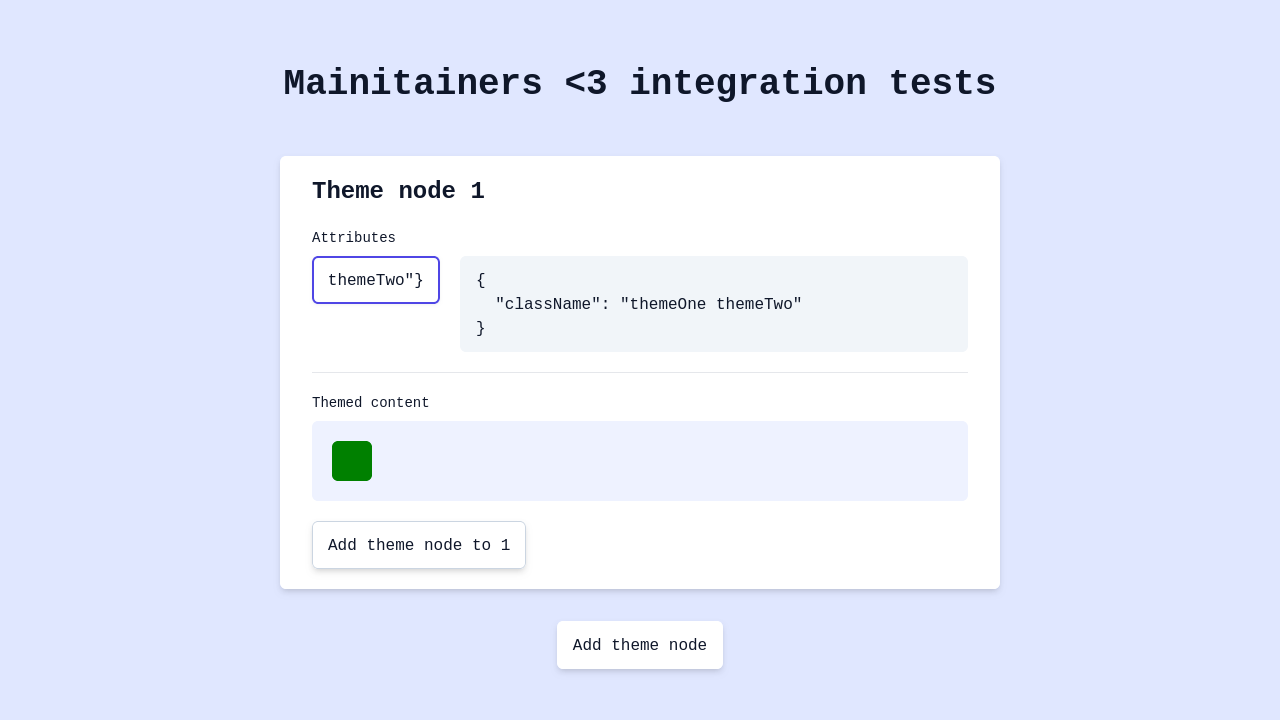 Mainitainers <3 integration tests
Theme node 1
Attributes
themeTwo"}
{
  "className": "themeOne themeTwo"
}
Themed content
Add theme node to 1
Add theme node